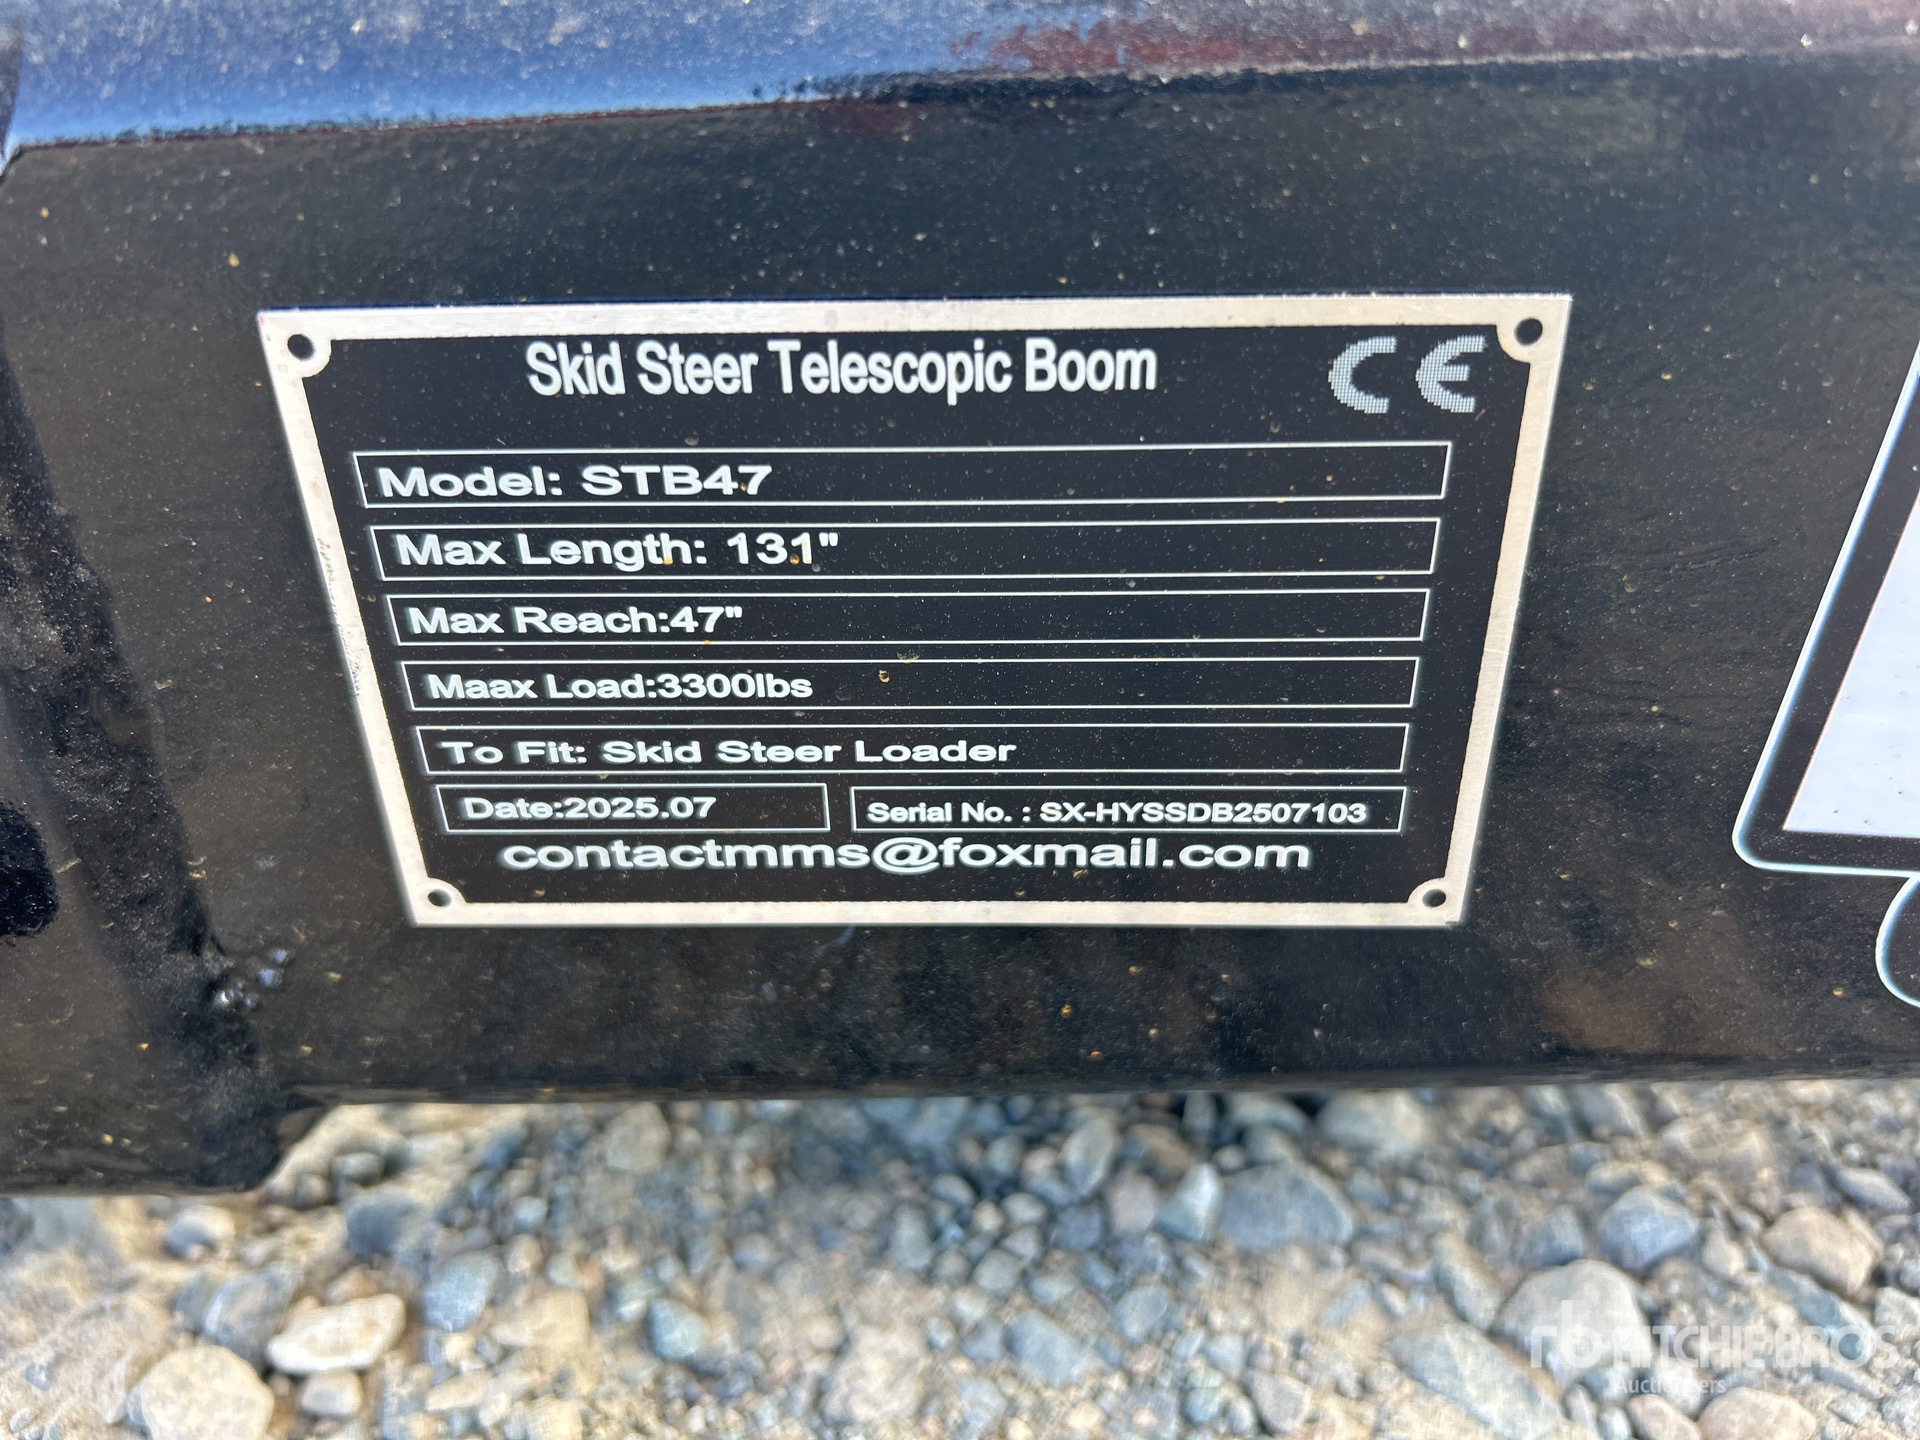 Skid Steer Telescopic Boom CE
Model: STB47
Max Length: 131"
Max Reach:47"
Maax Load:3300lbs
To Fit: Skid Steer Loader
Date:2025.07 Serial No. : SX-HYSSDB2507103
contactmms@foxmail.com
rb RITCHIE BROS
Auctioneers